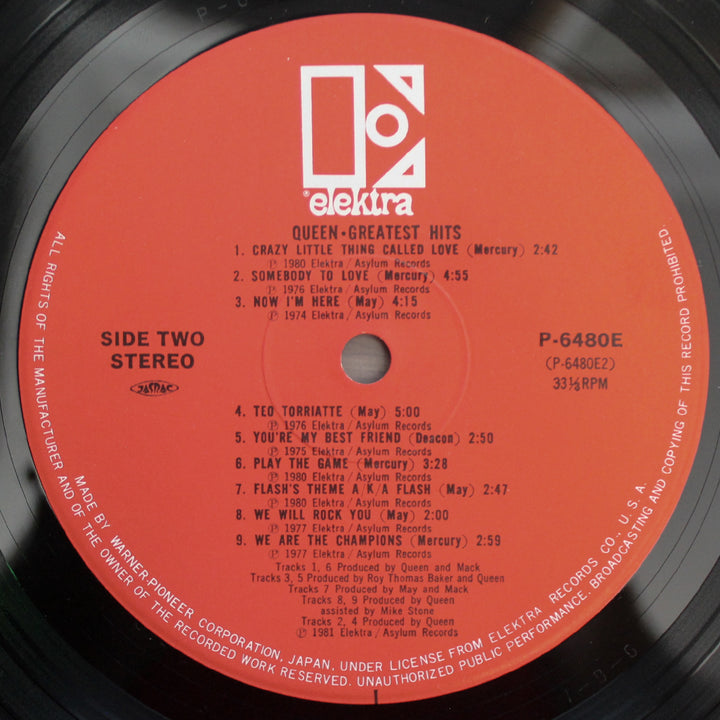 elektra
QUEEN・GREATEST HITS
1. CRAZY LITTLE THING CALLED LOVE (Mercury) 2:42
Ⓟ 1980 Elektra/Asylum Records
2. SOMEBODY TO LOVE (Mercury) 4:55
Ⓟ 1976 Elektra/Asylum Records
3. NOW I'M HERE (May) 4:15
Ⓟ 1974 Elektra/Asylum Records
SIDE TWO
STEREO
JASRAC
P-6480E
(P-6480E2)
33⅓RPM
4. TEO TORRIATTE (May) 5:00
Ⓟ 1976 Elektra/Asylum Records
5. YOU'RE MY BEST FRIEND (Deacon) 2:50
Ⓟ 1975 Elektra/Asylum Records
6. PLAY THE GAME (Mercury) 3:28
Ⓟ 1980 Elektra/Asylum Records
7. FLASH'S THEME A/K/A FLASH (May) 2:47
Ⓟ 1980 Elektra/Asylum Records
8. WE WILL ROCK YOU (May) 2:00
Ⓟ 1977 Elektra/Asylum Records
9. WE ARE THE CHAMPIONS (Mercury) 2:59
Ⓟ 1977 Elektra/Asylum Records
Tracks 1, 6 Produced by Queen and Mack
Tracks 3, 5 Produced by Roy Thomas Baker and Queen
Tracks 7 Produced by May and Mack
Tracks 8, 9 Produced by Queen
assisted by Mike Stone
Tracks 2, 4 Produced by Queen
Ⓟ 1981 Elektra/Asylum Records
MADE BY WARNER-PIONEER CORPORATION, JAPAN, UNDER LICENSE FROM ELEKTRA RECORDS CO., U.S.A.
ALL RIGHTS OF THE MANUFACTURER AND OF THE OWNER OF THE RECORDED WORK RESERVED. UNAUTHORIZED PUBLIC PERFORMANCE, BROADCASTING AND COPYING OF THIS RECORD PROHIBITED.